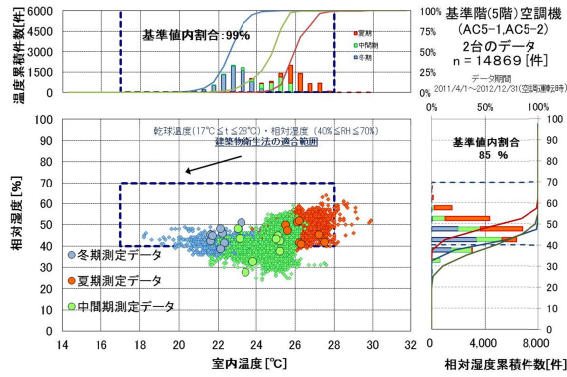 温度累積件数[件]
6000
4500
3000
1500
0
基準値内割合：99％
100%
75%
50%
25%
0%
夏期
中間期
冬期
基準階(5階)空調機
(AC5-1,AC5-2)
2台のデータ
n＝14869[件]
データ期間
2011/4/1～2012/12/31(空調運転時)
相対湿度[%]
100
90
80
70
60
50
40
30
20
10
0
乾球温度(17℃≦t≦28℃)・相対湿度（40%≦RH≦70%）
建築物衛生法の適合範囲
冬期測定データ
夏期測定データ
中間期測定データ
14 16 18 20 22 24 26 28 30 32
室内温度[℃]
0 100%
基準値内割合
85 %
100
80
60
40
20
0
0 4,000 8,000
相対湿度累積件数[件]